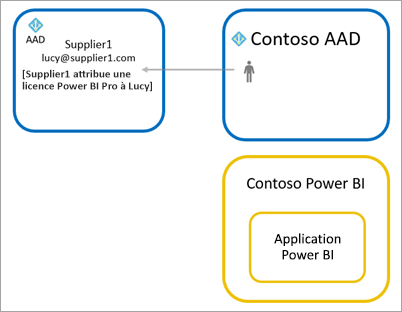 AAD
Supplier1
lucy@supplier1.com
[Supplier1 attribue une
licence Power BI Pro à Lucy]
Contoso AAD
Contoso Power BI
Application
Power BI